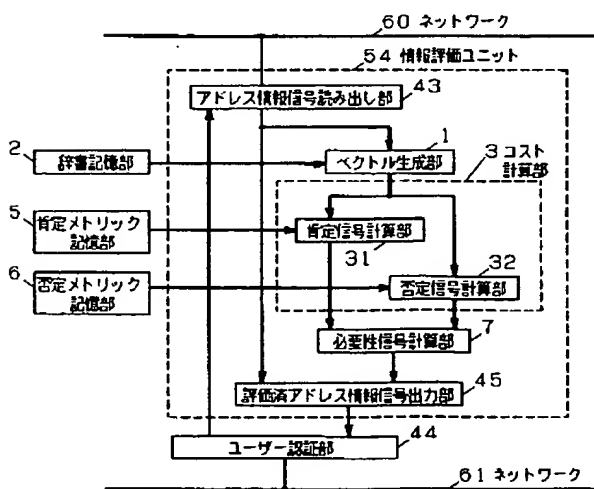 60 ネットワーク
54 情報評価ユニット
アドレス情報信号読み出し部 43
2 辞書記憶部
ベクトル生成部 1
3 コスト計算部
5 肯定メトリック記憶部
肯定信号計算部 31
6 否定メトリック記憶部
否定信号計算部 32
必要性信号計算部 7
評価済アドレス情報信号出力部 45
ユーザー認証部 44
61 ネットワーク